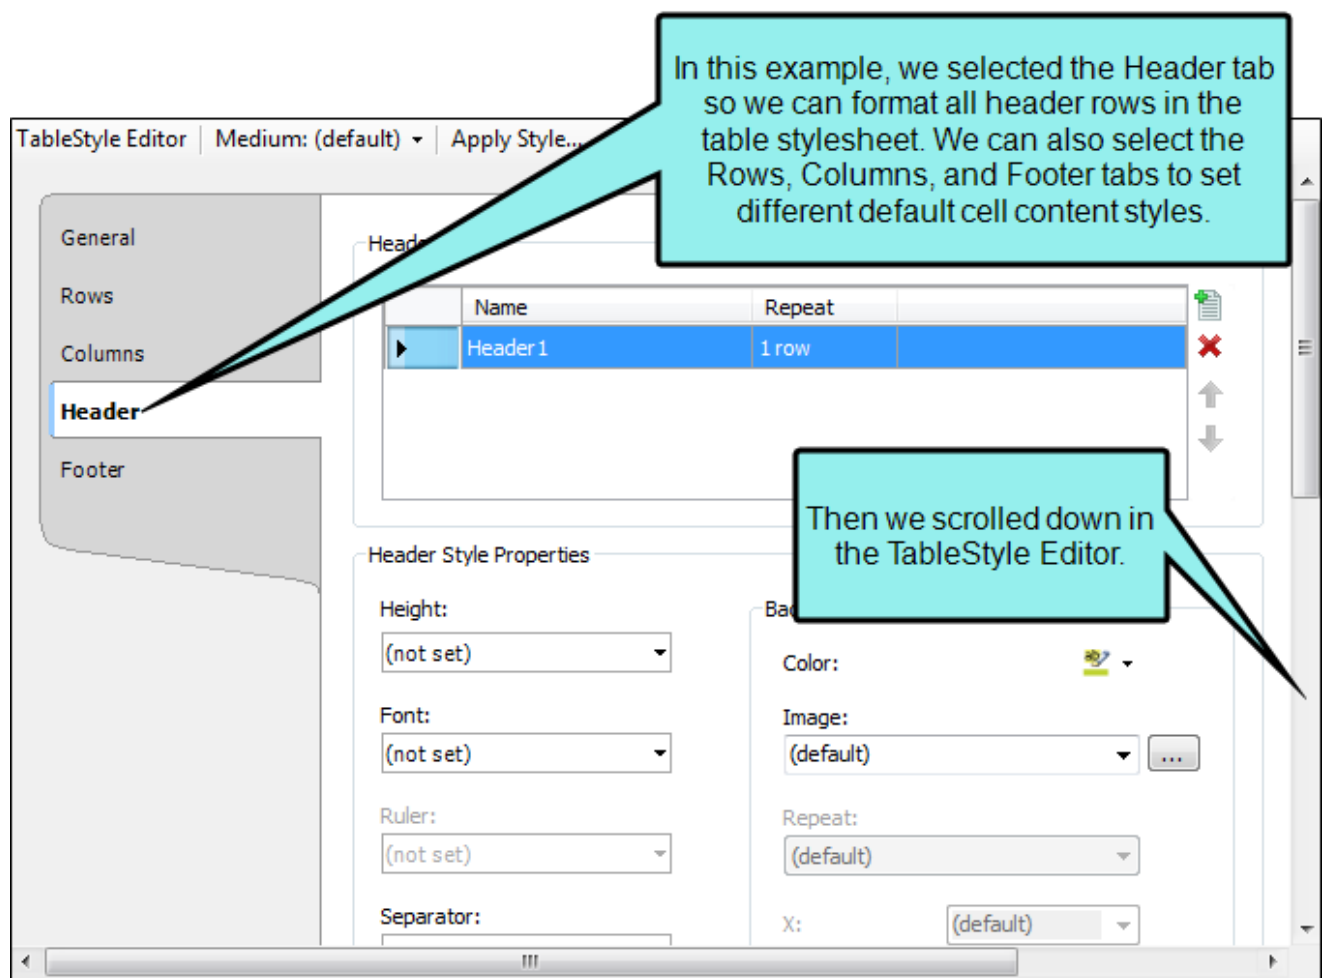 In this example, we selected the Header tab
so we can format all header rows in the
table stylesheet. We can also select the
Rows, Columns, and Footer tabs to set
different default cell content styles.
TableStyle Editor Medium: (default) Apply Style...
General
Rows
Columns
Header
Footer
Name Repeat
Header1 1 row
Then we scrolled down in
the TableStyle Editor.
Header Style Properties
Height:
(not set)
Font:
(not set)
Ruler:
(not set)
Separator:
Color:
Image:
(default) ...
Repeat:
(default)
X: (default)